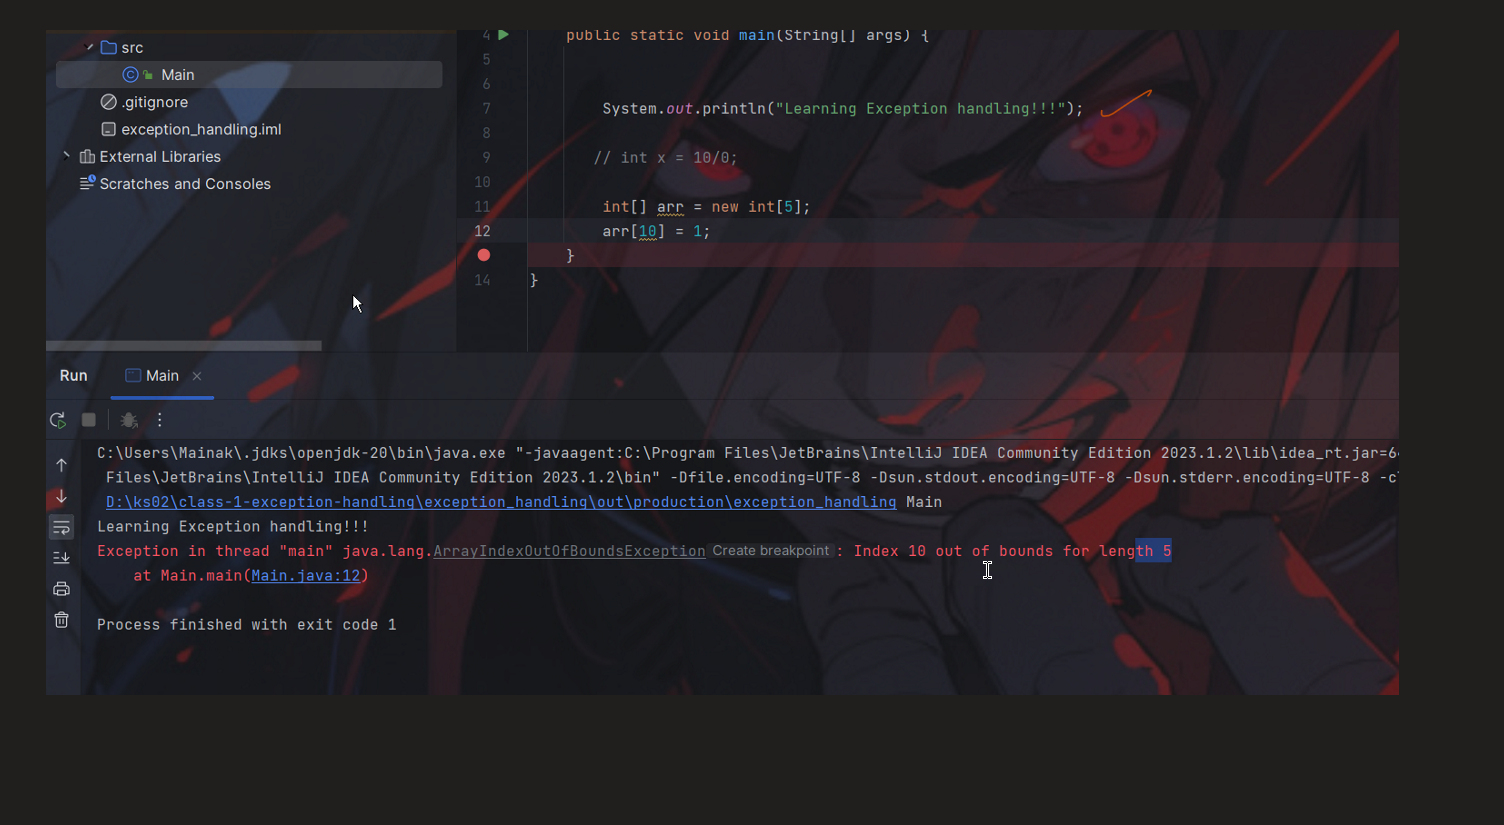 src
Main
.gitignore
exception_handling.iml
External Libraries
Scratches and Consoles
4 public static void main(String[] args) {
5
6
7 System.out.println("Learning Exception handling!!!");
8
9 // int x = 10/0;
10
11 int[] arr = new int[5];
12 arr[10] = 1;
}
14 }
Run Main
C:\Users\Mainak\.jdks\openjdk-20\bin\java.exe "-javaagent:C:\Program Files\JetBrains\IntelliJ IDEA Community Edition 2023.1.2\lib\idea_rt.jar=6
Files\JetBrains\IntelliJ IDEA Community Edition 2023.1.2\bin" -Dfile.encoding=UTF-8 -Dsun.stdout.encoding=UTF-8 -Dsun.stderr.encoding=UTF-8 -c
D:\ks02\class-1-exception-handling\exception_handling\out\production\exception_handling Main
Learning Exception handling!!!
Exception in thread "main" java.lang.ArrayIndexOutOfBoundsException Create breakpoint : Index 10 out of bounds for length 5
at Main.main(Main.java:12)
Process finished with exit code 1